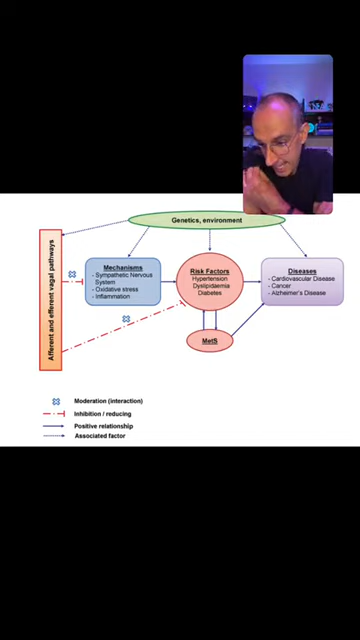 Genetics, environment
Afferent and efferent vagal pathways
Mechanisms
- Sympathetic Nervous
System
- Oxidative stress
- Inflammation
Risk Factors
Hypertension
Dyslipidaemia
Diabetes
Diseases
- Cardiovascular Disease
- Cancer
- Alzheimer's Disease
MetS
Moderation (interaction)
Inhibition / reducing
Positive relationship
Associated factor